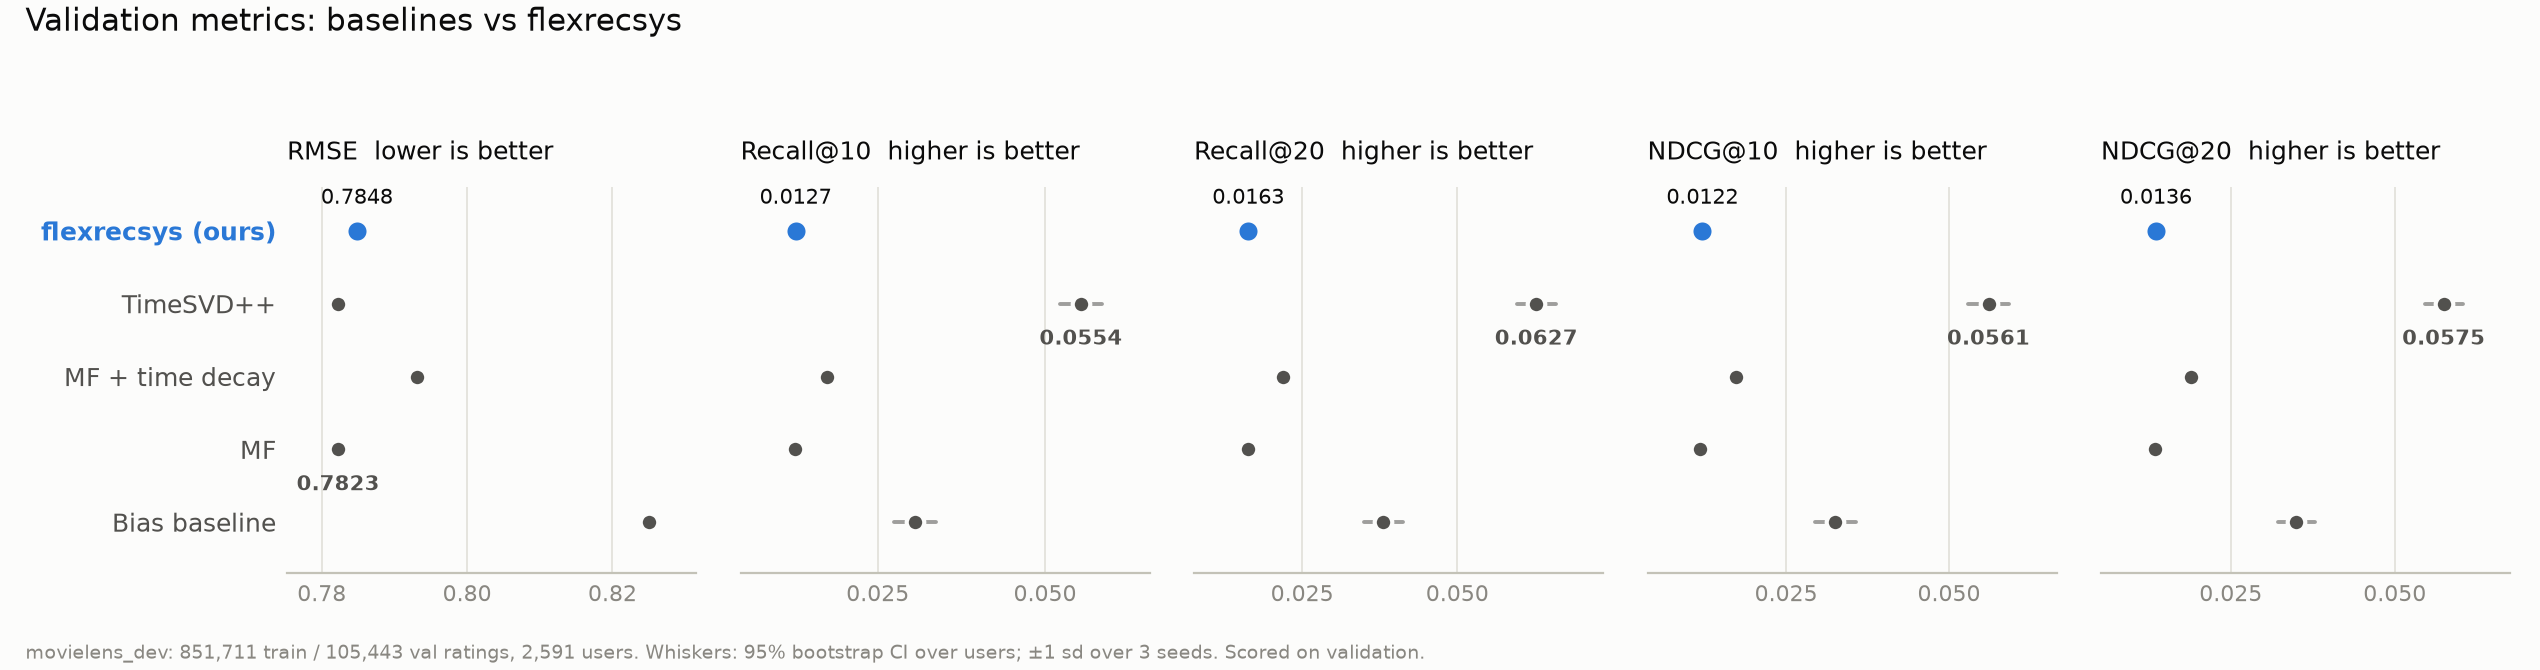 Validation metrics: baselines vs flexrecsys
RMSE  lower is better
Recall@10  higher is better
Recall@20  higher is better
NDCG@10  higher is better
NDCG@20  higher is better
0.7848
0.0127
0.0163
0.0122
0.0136
flexrecsys (ours)
TimeSVD++
0.0554
0.0627
0.0561
0.0575
MF + time decay
MF
0.7823
Bias baseline
0.78 0.80 0.82
0.025 0.050
0.025 0.050
0.025 0.050
0.025 0.050
movielens_dev: 851,711 train / 105,443 val ratings, 2,591 users. Whiskers: 95% bootstrap CI over users; ±1 sd over 3 seeds. Scored on validation.